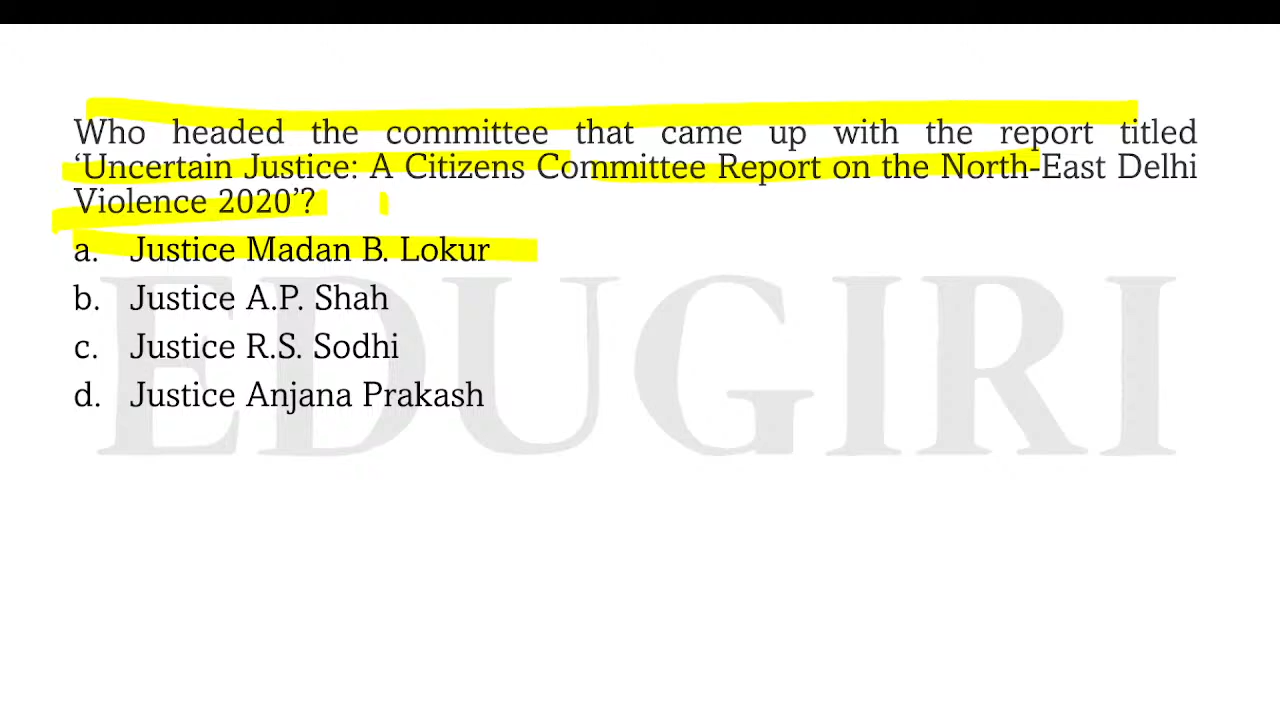 Who headed the committee that came up with the report titled
‘Uncertain Justice: A Citizens Committee Report on the North-East Delhi
Violence 2020’?
a. Justice Madan B. Lokur
b. Justice A.P. Shah
c. Justice R.S. Sodhi
d. Justice Anjana Prakash
EDUGIRI